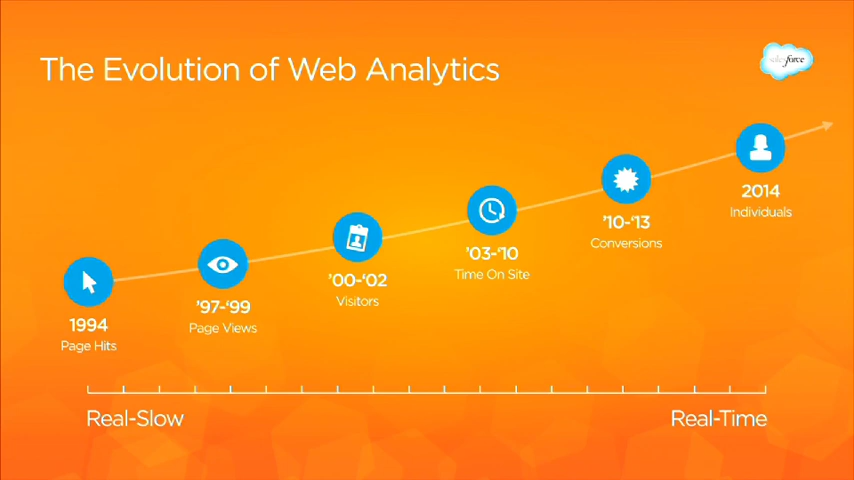 The Evolution of Web Analytics
salesforce
1994
Page Hits
’97-‘99
Page Views
’00-‘02
Visitors
’03-‘10
Time On Site
’10-‘13
Conversions
2014
Individuals
Real-Slow
Real-Time